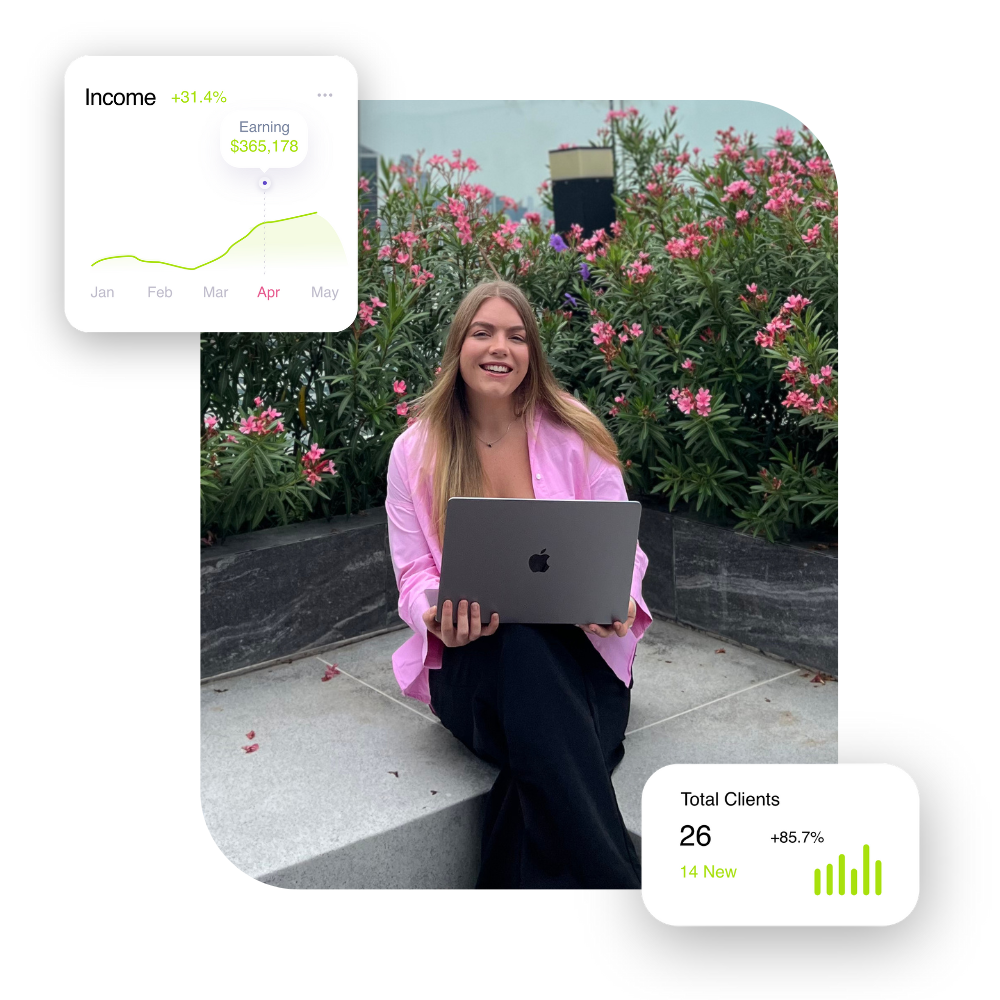 Income +31.4%
Earning
$365,178
Jan Feb Mar Apr May
Total Clients
26 +85.7%
14 New